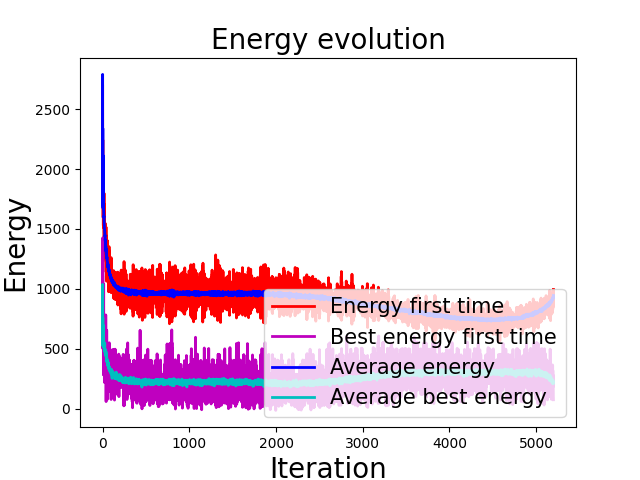 Energy evolution
Energy
2500
2000
1500
1000
500
0
Energy first time
Best energy first time
Average energy
Average best energy
0 1000 2000 3000 4000 5000
Iteration